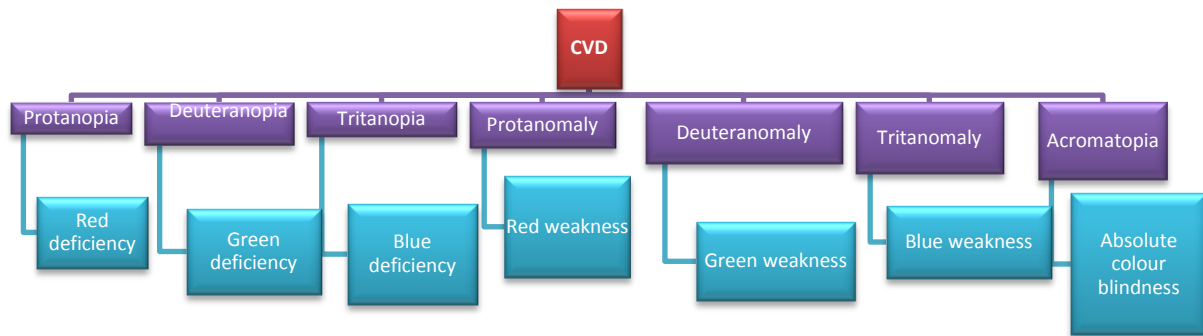 CVD
Protanopia
Deuteranopia
Tritanopia
Protanomaly
Deuteranomaly
Tritanomaly
Acromatopia
Red
deficiency
Green
deficiency
Blue
deficiency
Red weakness
Green weakness
Blue weakness
Absolute
colour
blindness